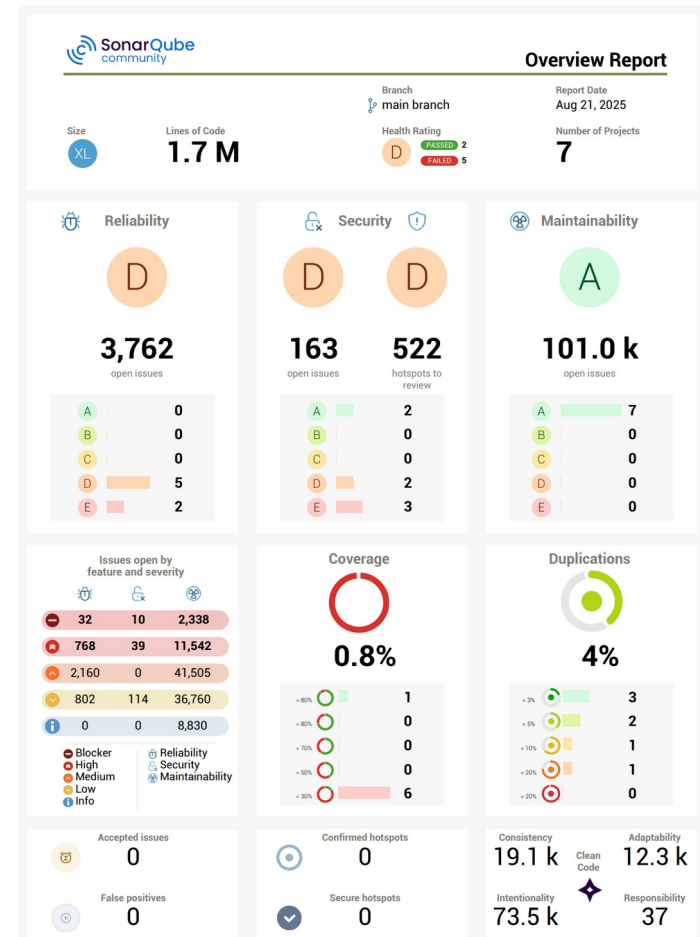 SonarQube
community
Overview Report
Branch
main branch
Report Date
Aug 21, 2025
Size
XL
Lines of Code
1.7 M
Health Rating
D
PASSED 2
FAILED 5
Number of Projects
7
Reliability
D
3,762
open issues
A 0
B 0
C 0
D 5
E 2
Security
D D
163 522
open issues hotspots to
review
A 2
B 0
C 0
D 2
E 3
Maintainability
A
101.0 k
open issues
A 7
B 0
C 0
D 0
E 0
Issues open by
feature and severity
32 10 2,338
768 39 11,542
2,160 0 41,505
802 114 36,760
0 0 8,830
Blocker
High
Medium
Low
Info
Reliability
Security
Maintainability
Coverage
0.8%
> 80% 1
< 80% 0
< 70% 0
< 50% 0
< 30% 6
Duplications
4%
< 3% 3
< 5% 2
< 10% 1
< 20% 1
> 20% 0
Accepted issues
0
False positives
0
Confirmed hotspots
0
Secure hotspots
0
Consistency
19.1 k
Adaptability
12.3 k
Clean
Code
Intentionality
73.5 k
Responsibility
37